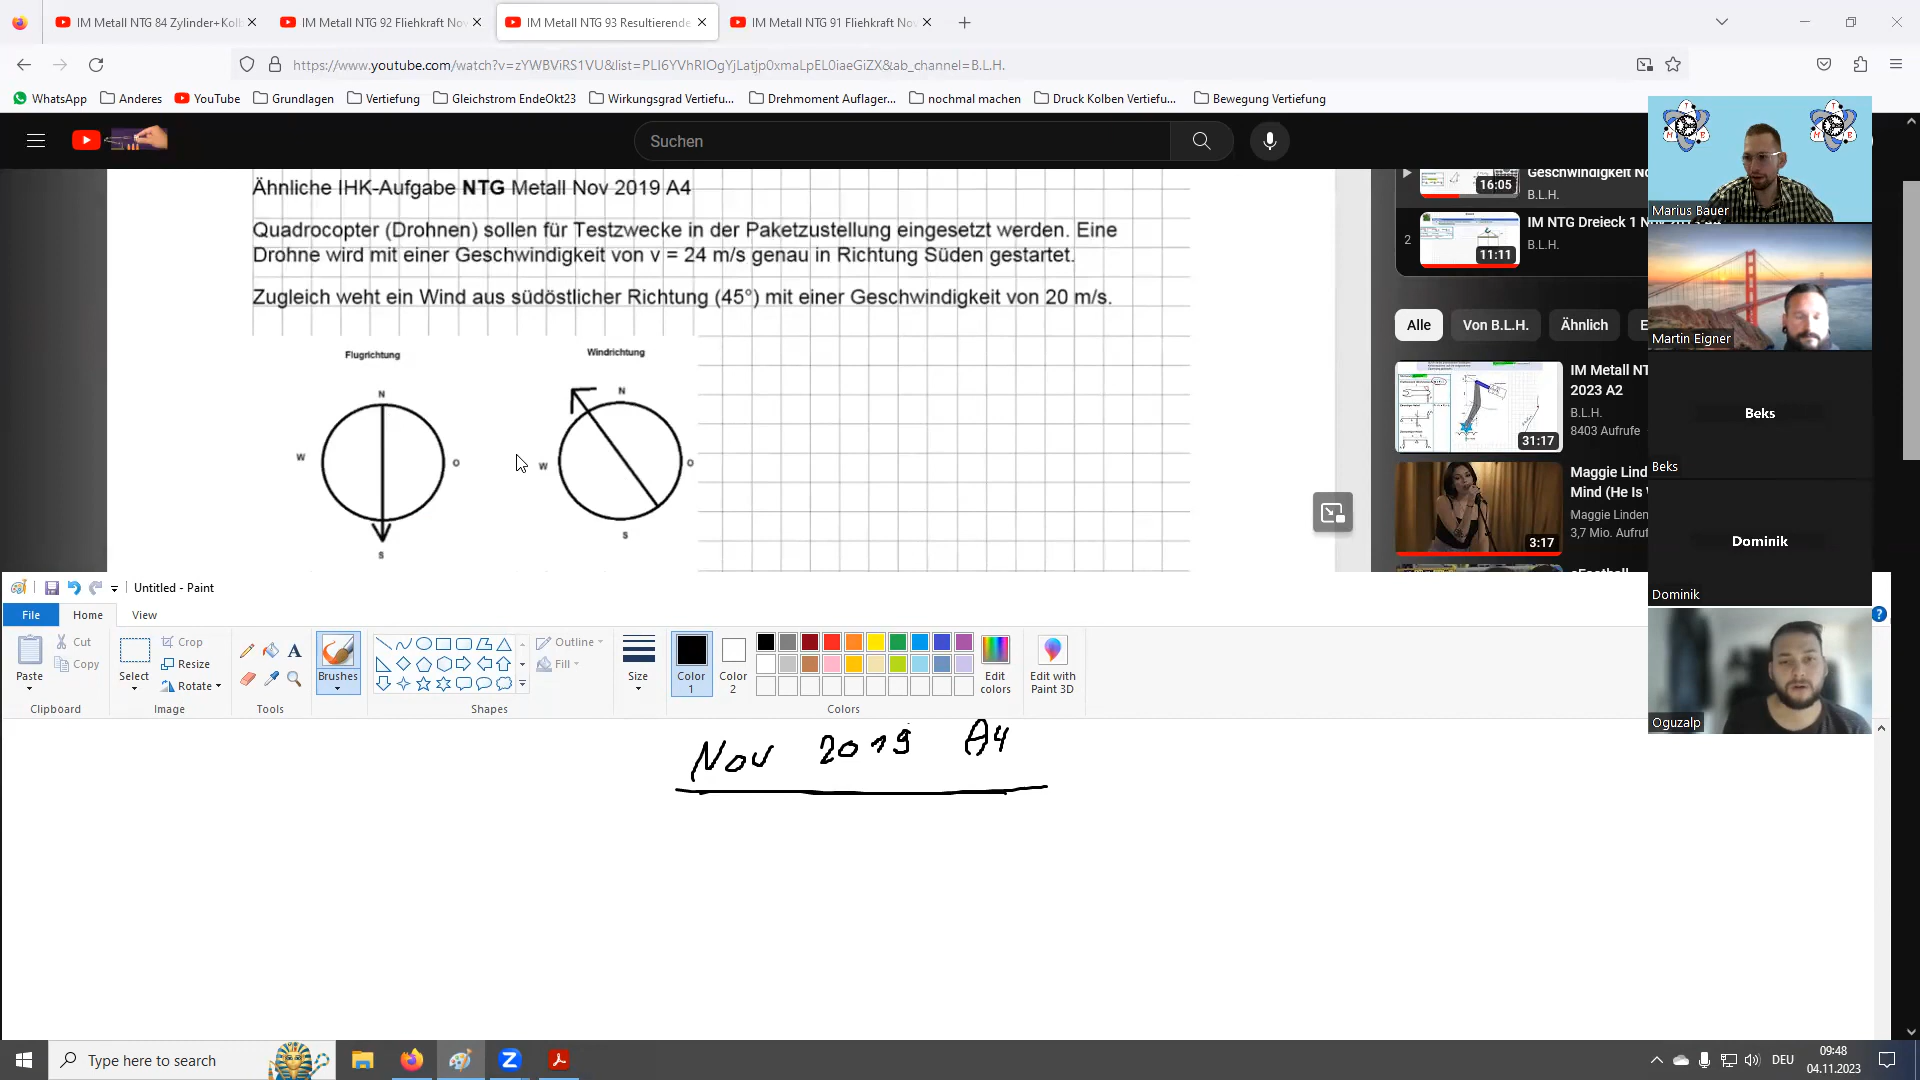 IM Metall NTG 84 Zylinder+Kolb
IM Metall NTG 92 Fliehkraft Nov
IM Metall NTG 93 Resultierende
IM Metall NTG 91 Fliehkraft Nov
https://www.youtube.com/watch?v=zYWBViRS1VU&list=PLI6YVhRIOgYjLatjp0xmaLpEL0iaeGiZX&ab_channel=B.L.H.
WhatsApp
Anderes
YouTube
Grundlagen
Vertiefung
Gleichstrom EndeOkt23
Wirkungsgrad Vertiefu...
Drehmoment Auflager...
nochmal machen
Druck Kolben Vertiefu...
Bewegung Vertiefung
Suchen
Ähnliche IHK-Aufgabe NTG Metall Nov 2019 A4
Quadrocopter (Drohnen) sollen für Testzwecke in der Paketzustellung eingesetzt werden. Eine
Drohne wird mit einer Geschwindigkeit von v = 24 m/s genau in Richtung Süden gestartet.
Zugleich weht ein Wind aus südöstlicher Richtung (45°) mit einer Geschwindigkeit von 20 m/s.
Flugrichtung
N
W
O
S
Windrichtung
N
W
O
S
16:05
Geschwindigkeit No
B.L.H.
2
11:11
IM NTG Dreieck 1 N
B.L.H.
Alle
Von B.L.H.
Ähnlich
31:17
IM Metall NT
2023 A2
B.L.H.
8403 Aufrufe
3:17
Maggie Lind
Mind (He Is
Maggie Linden
3,7 Mio. Aufruf
Marius Bauer
Martin Eigner
Beks
Beks
Dominik
Dominik
Oguzalp
Untitled - Paint
File
Home
View
Paste
Cut
Copy
Clipboard
Select
Crop
Resize
Rotate
Image
A
Tools
Brushes
Shapes
Outline
Fill
Size
Color
1
Color
2
Colors
Edit
colors
Edit with
Paint 3D
Nov 2019 A4
Type here to search
DEU
09:48
04.11.2023